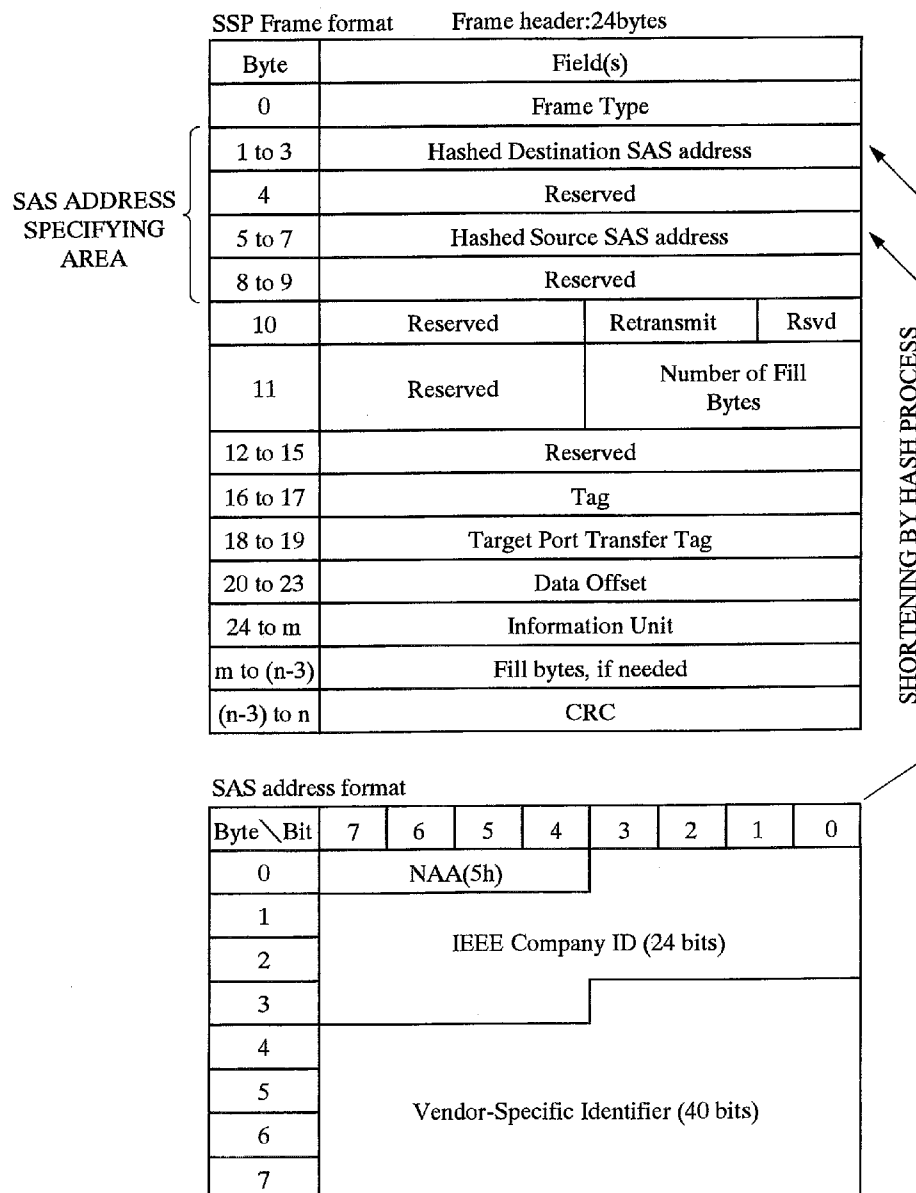 SSP Frame format Frame header:24bytes
Byte Field(s)
0 Frame Type
1 to 3 Hashed Destination SAS address
4 Reserved
5 to 7 Hashed Source SAS address
8 to 9 Reserved
SAS ADDRESS
SPECIFYING
AREA
10 Reserved Retransmit Rsvd
11 Reserved Number of Fill
Bytes
12 to 15 Reserved
16 to 17 Tag
18 to 19 Target Port Transfer Tag
20 to 23 Data Offset
24 to m Information Unit
m to (n-3) Fill bytes, if needed
(n-3) to n CRC
SHORTENING BY HASH PROCESS
SAS address format
Byte\Bit 7 6 5 4 3 2 1 0
0 NAA(5h)
1
IEEE Company ID (24 bits)
2
3
4
5
Vendor-Specific Identifier (40 bits)
6
7